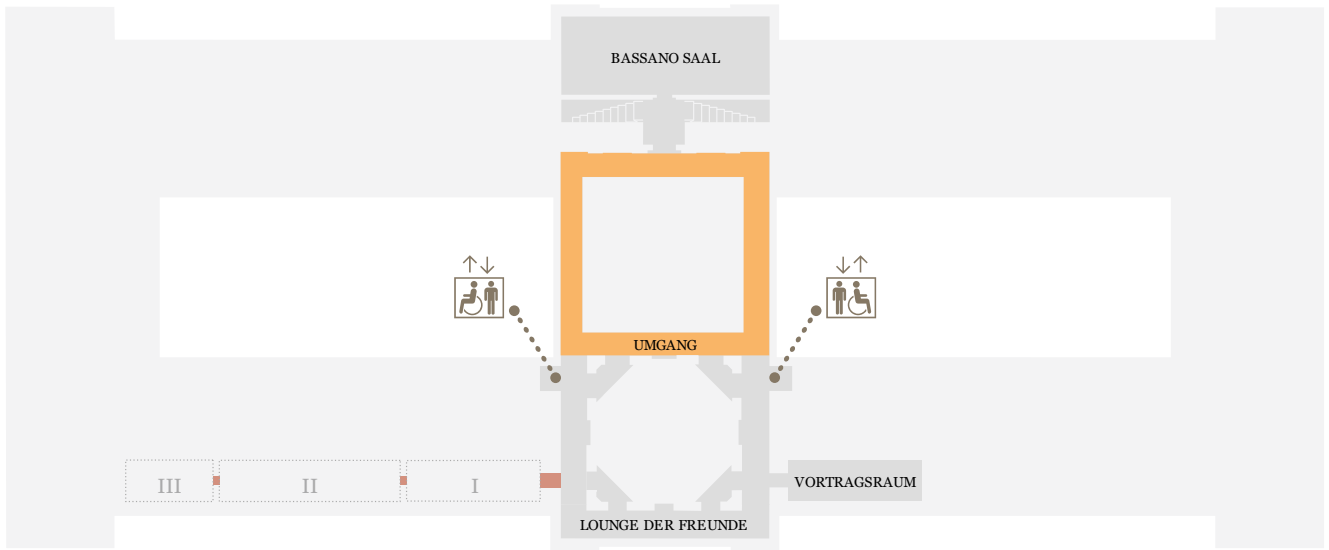 BASSANO SAAL
UMGANG
III
II
I
VORTRAGSRAUM
LOUNGE DER FREUNDE